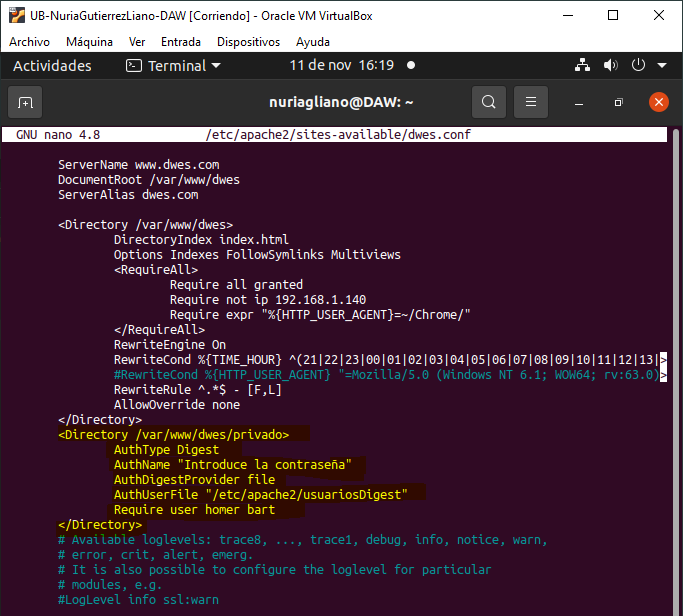 UB-NuriaGutierrezLiano-DAW [Corriendo] - Oracle VM VirtualBox
Archivo Máquina Ver Entrada Dispositivos Ayuda
Actividades Terminal 11 de nov 16:19
nuriagliano@DAW: ~
GNU nano 4.8 /etc/apache2/sites-available/dwes.conf
ServerName www.dwes.com
DocumentRoot /var/www/dwes
ServerAlias dwes.com
<Directory /var/www/dwes>
DirectoryIndex index.html
Options Indexes FollowSymlinks Multiviews
<RequireAll>
Require all granted
Require not ip 192.168.1.140
Require expr "%{HTTP_USER_AGENT}=~/Chrome/"
</RequireAll>
RewriteEngine On
RewriteCond %{TIME_HOUR} ^(21|22|23|00|01|02|03|04|05|06|07|08|09|10|11|12|13|>
#RewriteCond %{HTTP_USER_AGENT} "=Mozilla/5.0 (Windows NT 6.1; WOW64; rv:63.0)>
RewriteRule ^.*$ - [F,L]
AllowOverride none
</Directory>
<Directory /var/www/dwes/privado>
AuthType Digest
AuthName "Introduce la contraseña"
AuthDigestProvider file
AuthUserFile "/etc/apache2/usuariosDigest"
Require user homer bart
</Directory>
# Available loglevels: trace8, ..., trace1, debug, info, notice, warn,
# error, crit, alert, emerg.
# It is also possible to configure the loglevel for particular
# modules, e.g.
#LogLevel info ssl:warn